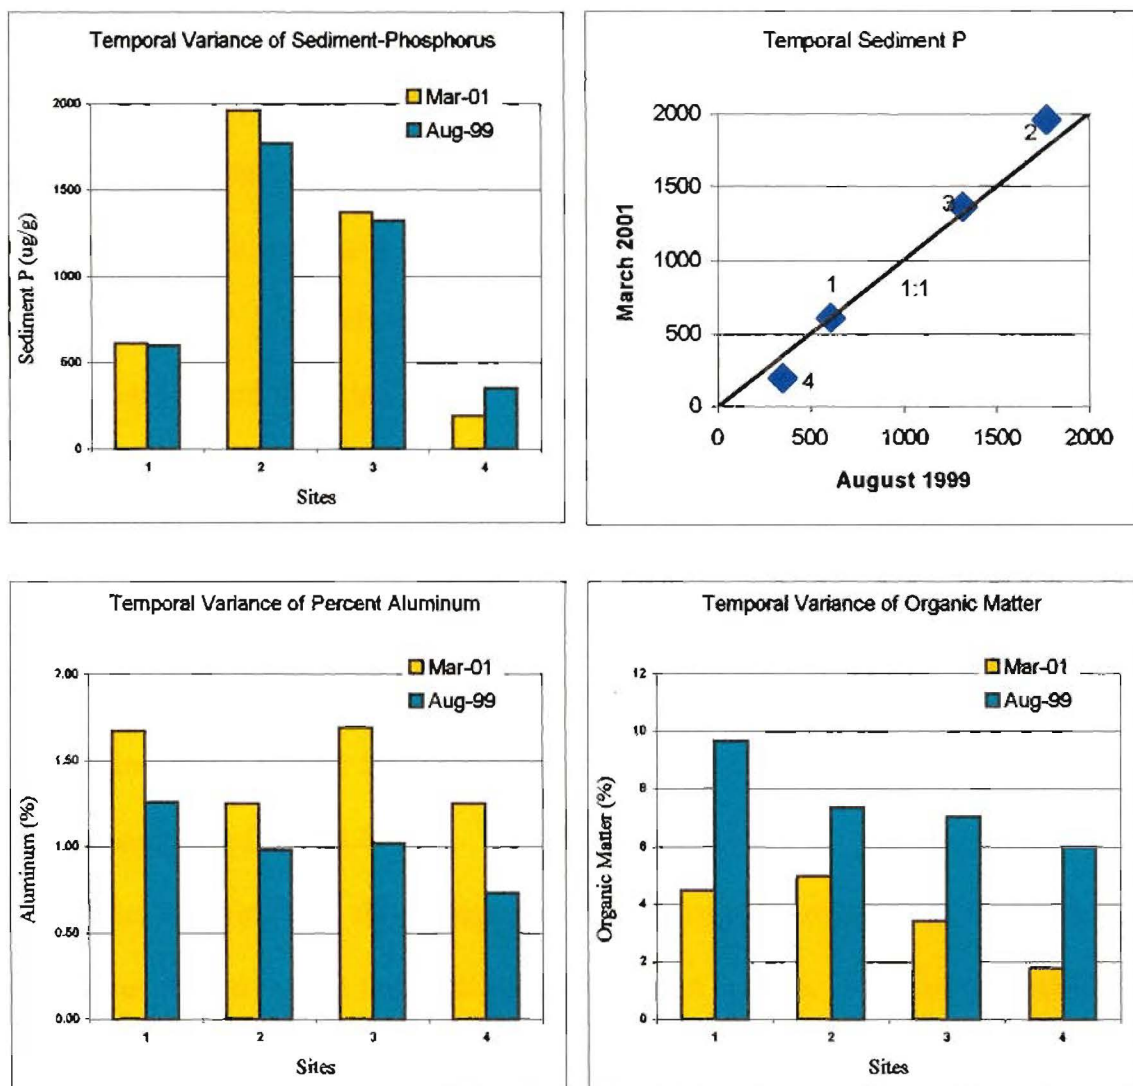 Temporal Variance of Sediment-Phosphorus
Mar-01
Aug-99
2000
1500
1000
500
0
Sediment P (ug/g)
1
2
3
4
Sites
Temporal Sediment P
2000
1500
1000
500
0
March 2001
2
3
1
1:1
4
0
500
1000
1500
2000
August 1999
Temporal Variance of Percent Aluminum
Mar-01
Aug-99
2.00
1.50
1.00
0.50
0.00
Aluminum (%)
1
2
3
4
Sites
Temporal Variance of Organic Matter
Mar-01
Aug-99
12
10
8
6
4
2
0
Organic Matter (%)
1
2
3
4
Sites